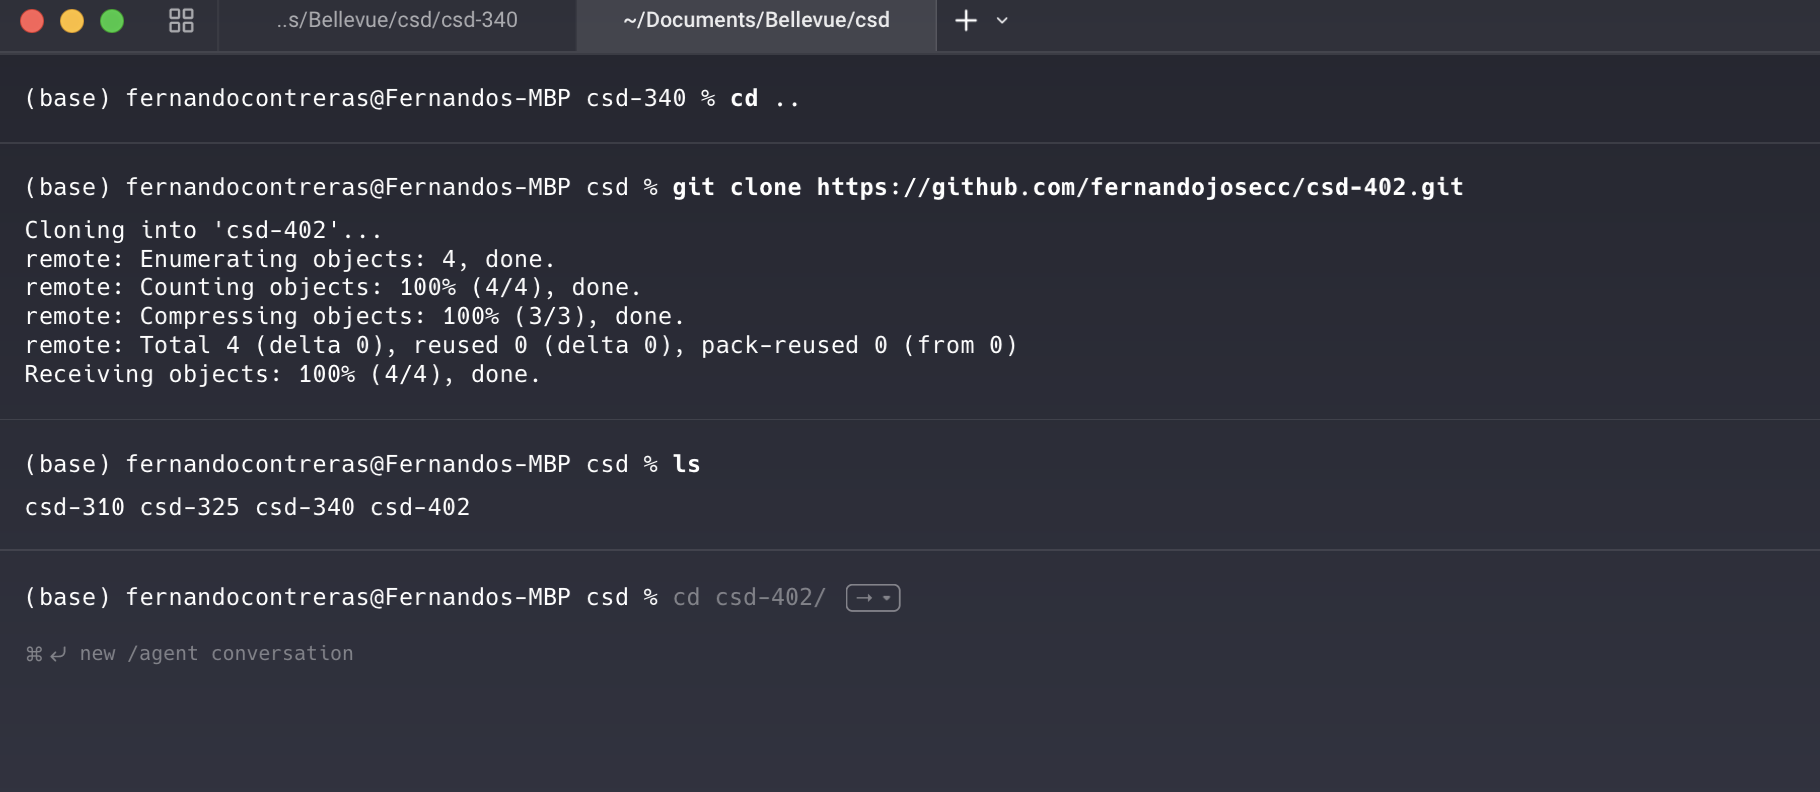 ..s/Bellevue/csd/csd-340
~/Documents/Bellevue/csd
(base) fernandocontreras@Fernandos-MBP csd-340 % cd ..
(base) fernandocontreras@Fernandos-MBP csd % git clone https://github.com/fernandojosecc/csd-402.git
Cloning into 'csd-402'...
remote: Enumerating objects: 4, done.
remote: Counting objects: 100% (4/4), done.
remote: Compressing objects: 100% (3/3), done.
remote: Total 4 (delta 0), reused 0 (delta 0), pack-reused 0 (from 0)
Receiving objects: 100% (4/4), done.
(base) fernandocontreras@Fernandos-MBP csd % ls
csd-310 csd-325 csd-340 csd-402
(base) fernandocontreras@Fernandos-MBP csd % cd csd-402/
⌘⏎ new /agent conversation